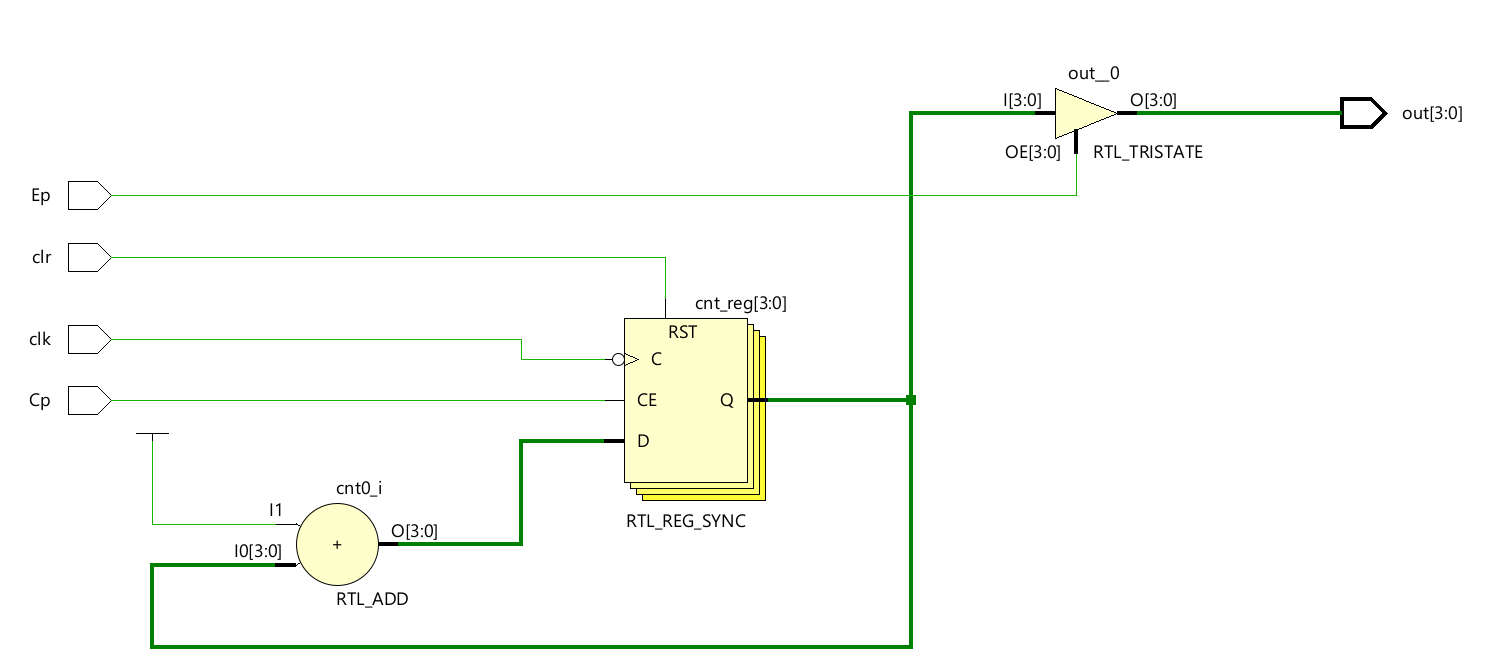 out__0
I[3:0]
O[3:0]
out[3:0]
OE[3:0]
RTL_TRISTATE
Ep
clr
cnt_reg[3:0]
RST
clk
C
Cp
CE
Q
D
cnt0_i
I1
RTL_REG_SYNC
O[3:0]
+
I0[3:0]
RTL_ADD